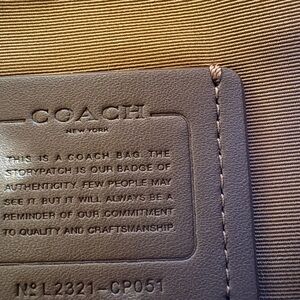 COACH
NEW YORK
THIS IS A COACH BAG. THE
STORYPATCH IS OUR BADGE OF
AUTHENTICITY. FEW PEOPLE MAY
SEE IT. BUT IT WILL ALWAYS BE A
REMINDER OF OUR COMMITMENT
TO QUALITY AND CRAFTSMANSHIP.
Nº L2321-CP051